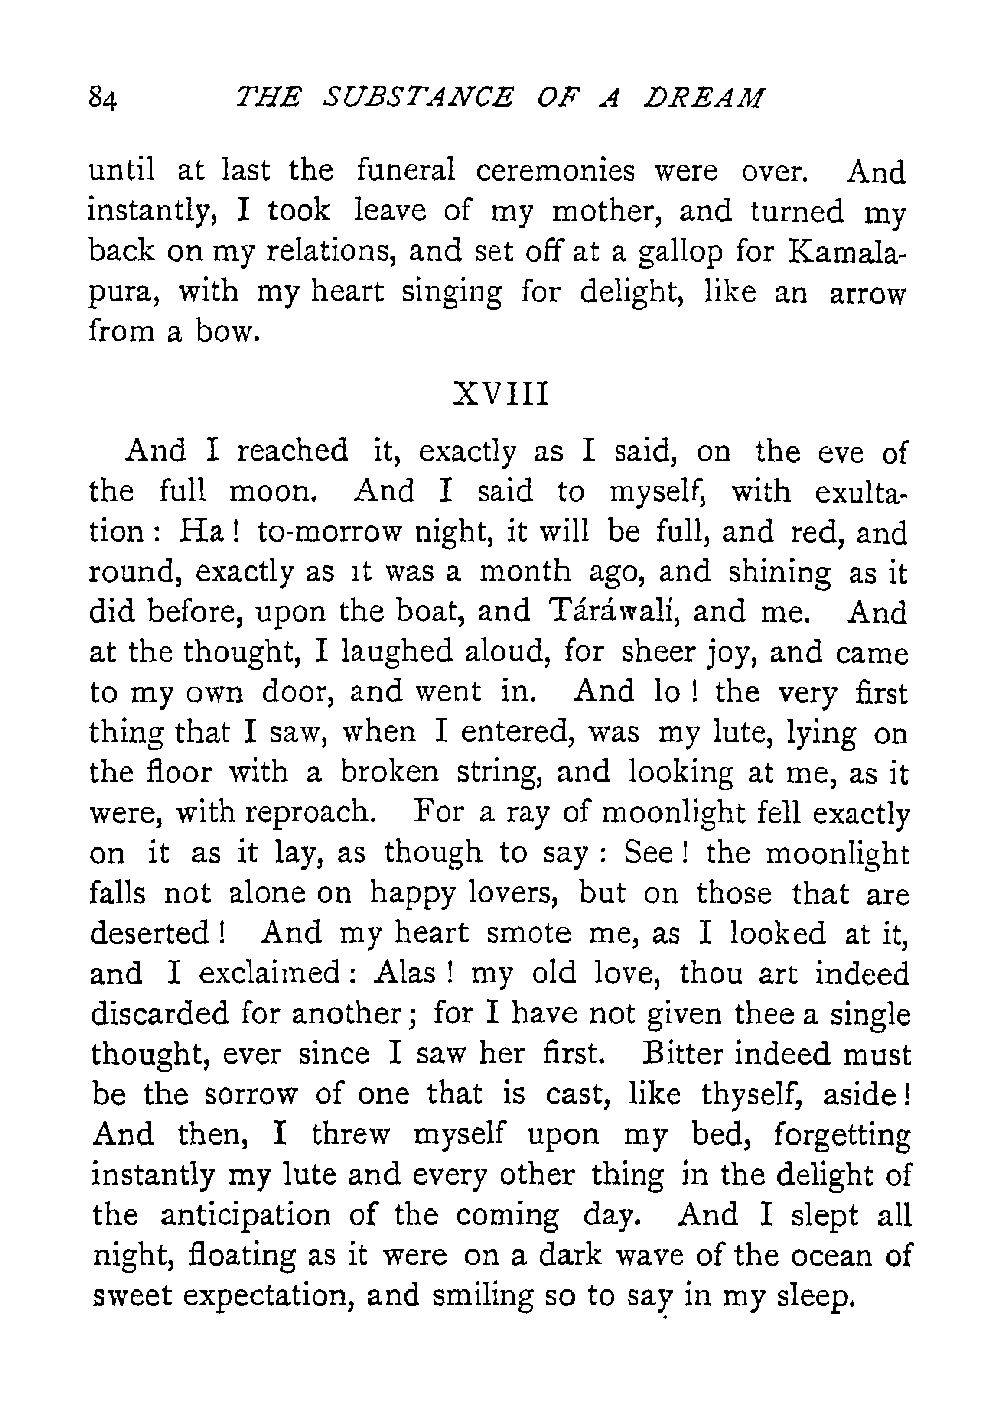 84 THE SUBSTANCE OF A DREAM
until at last the funeral ceremonies were over. And
instantly, I took leave of my mother, and turned my
back on my relations, and set off at a gallop for Kamala-
pura, with my heart singing for delight, like an arrow
from a bow.
XVIII
And I reached it, exactly as I said, on the eve of
the full moon. And I said to myself, with exulta-
tion : Ha ! to-morrow night, it will be full, and red, and
round, exactly as it was a month ago, and shining as it
did before, upon the boat, and Táráwalí, and me. And
at the thought, I laughed aloud, for sheer joy, and came
to my own door, and went in. And lo ! the very first
thing that I saw, when I entered, was my lute, lying on
the floor with a broken string, and looking at me, as it
were, with reproach. For a ray of moonlight fell exactly
on it as it lay, as though to say : See ! the moonlight
falls not alone on happy lovers, but on those that are
deserted ! And my heart smote me, as I looked at it,
and I exclaimed : Alas ! my old love, thou art indeed
discarded for another ; for I have not given thee a single
thought, ever since I saw her first. Bitter indeed must
be the sorrow of one that is cast, like thyself, aside !
And then, I threw myself upon my bed, forgetting
instantly my lute and every other thing in the delight of
the anticipation of the coming day. And I slept all
night, floating as it were on a dark wave of the ocean of
sweet expectation, and smiling so to say in my sleep.